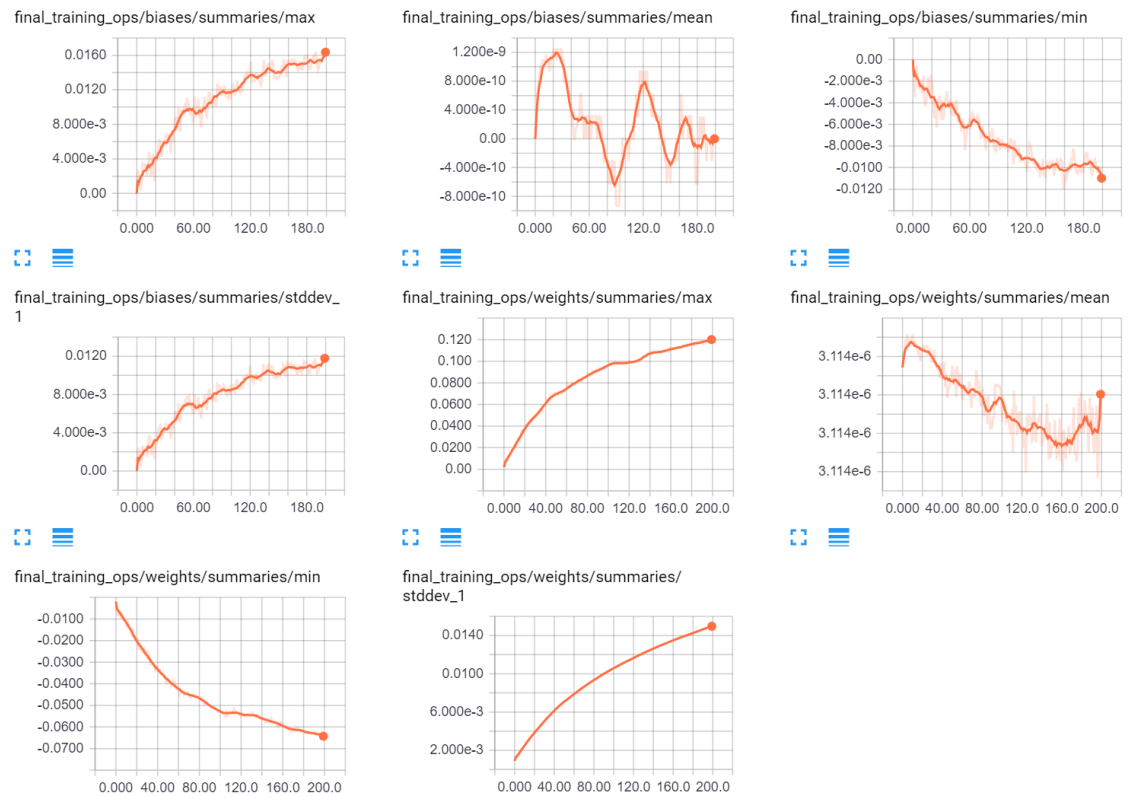 final_training_ops/biases/summaries/max
0.0160
0.0120
8.000e-3
4.000e-3
0.00
0.000 60.00 120.0 180.0
final_training_ops/biases/summaries/mean
1.200e-9
8.000e-10
4.000e-10
0.00
-4.000e-10
-8.000e-10
0.000 60.00 120.0 180.0
final_training_ops/biases/summaries/min
0.00
-2.000e-3
-4.000e-3
-6.000e-3
-8.000e-3
-0.0100
-0.0120
0.000 60.00 120.0 180.0
final_training_ops/biases/summaries/stddev_
1
0.0120
8.000e-3
4.000e-3
0.00
0.000 60.00 120.0 180.0
final_training_ops/weights/summaries/max
0.120
0.100
0.0800
0.0600
0.0400
0.0200
0.00
0.000 40.00 80.00 120.0 160.0 200.0
final_training_ops/weights/summaries/mean
3.114e-6
3.114e-6
3.114e-6
3.114e-6
0.000 40.00 80.00 120.0 160.0 200.0
final_training_ops/weights/summaries/min
-0.0100
-0.0200
-0.0300
-0.0400
-0.0500
-0.0600
-0.0700
0.000 40.00 80.00 120.0 160.0 200.0
final_training_ops/weights/summaries/
stddev_1
0.0140
0.0100
6.000e-3
2.000e-3
0.000 40.00 80.00 120.0 160.0 200.0